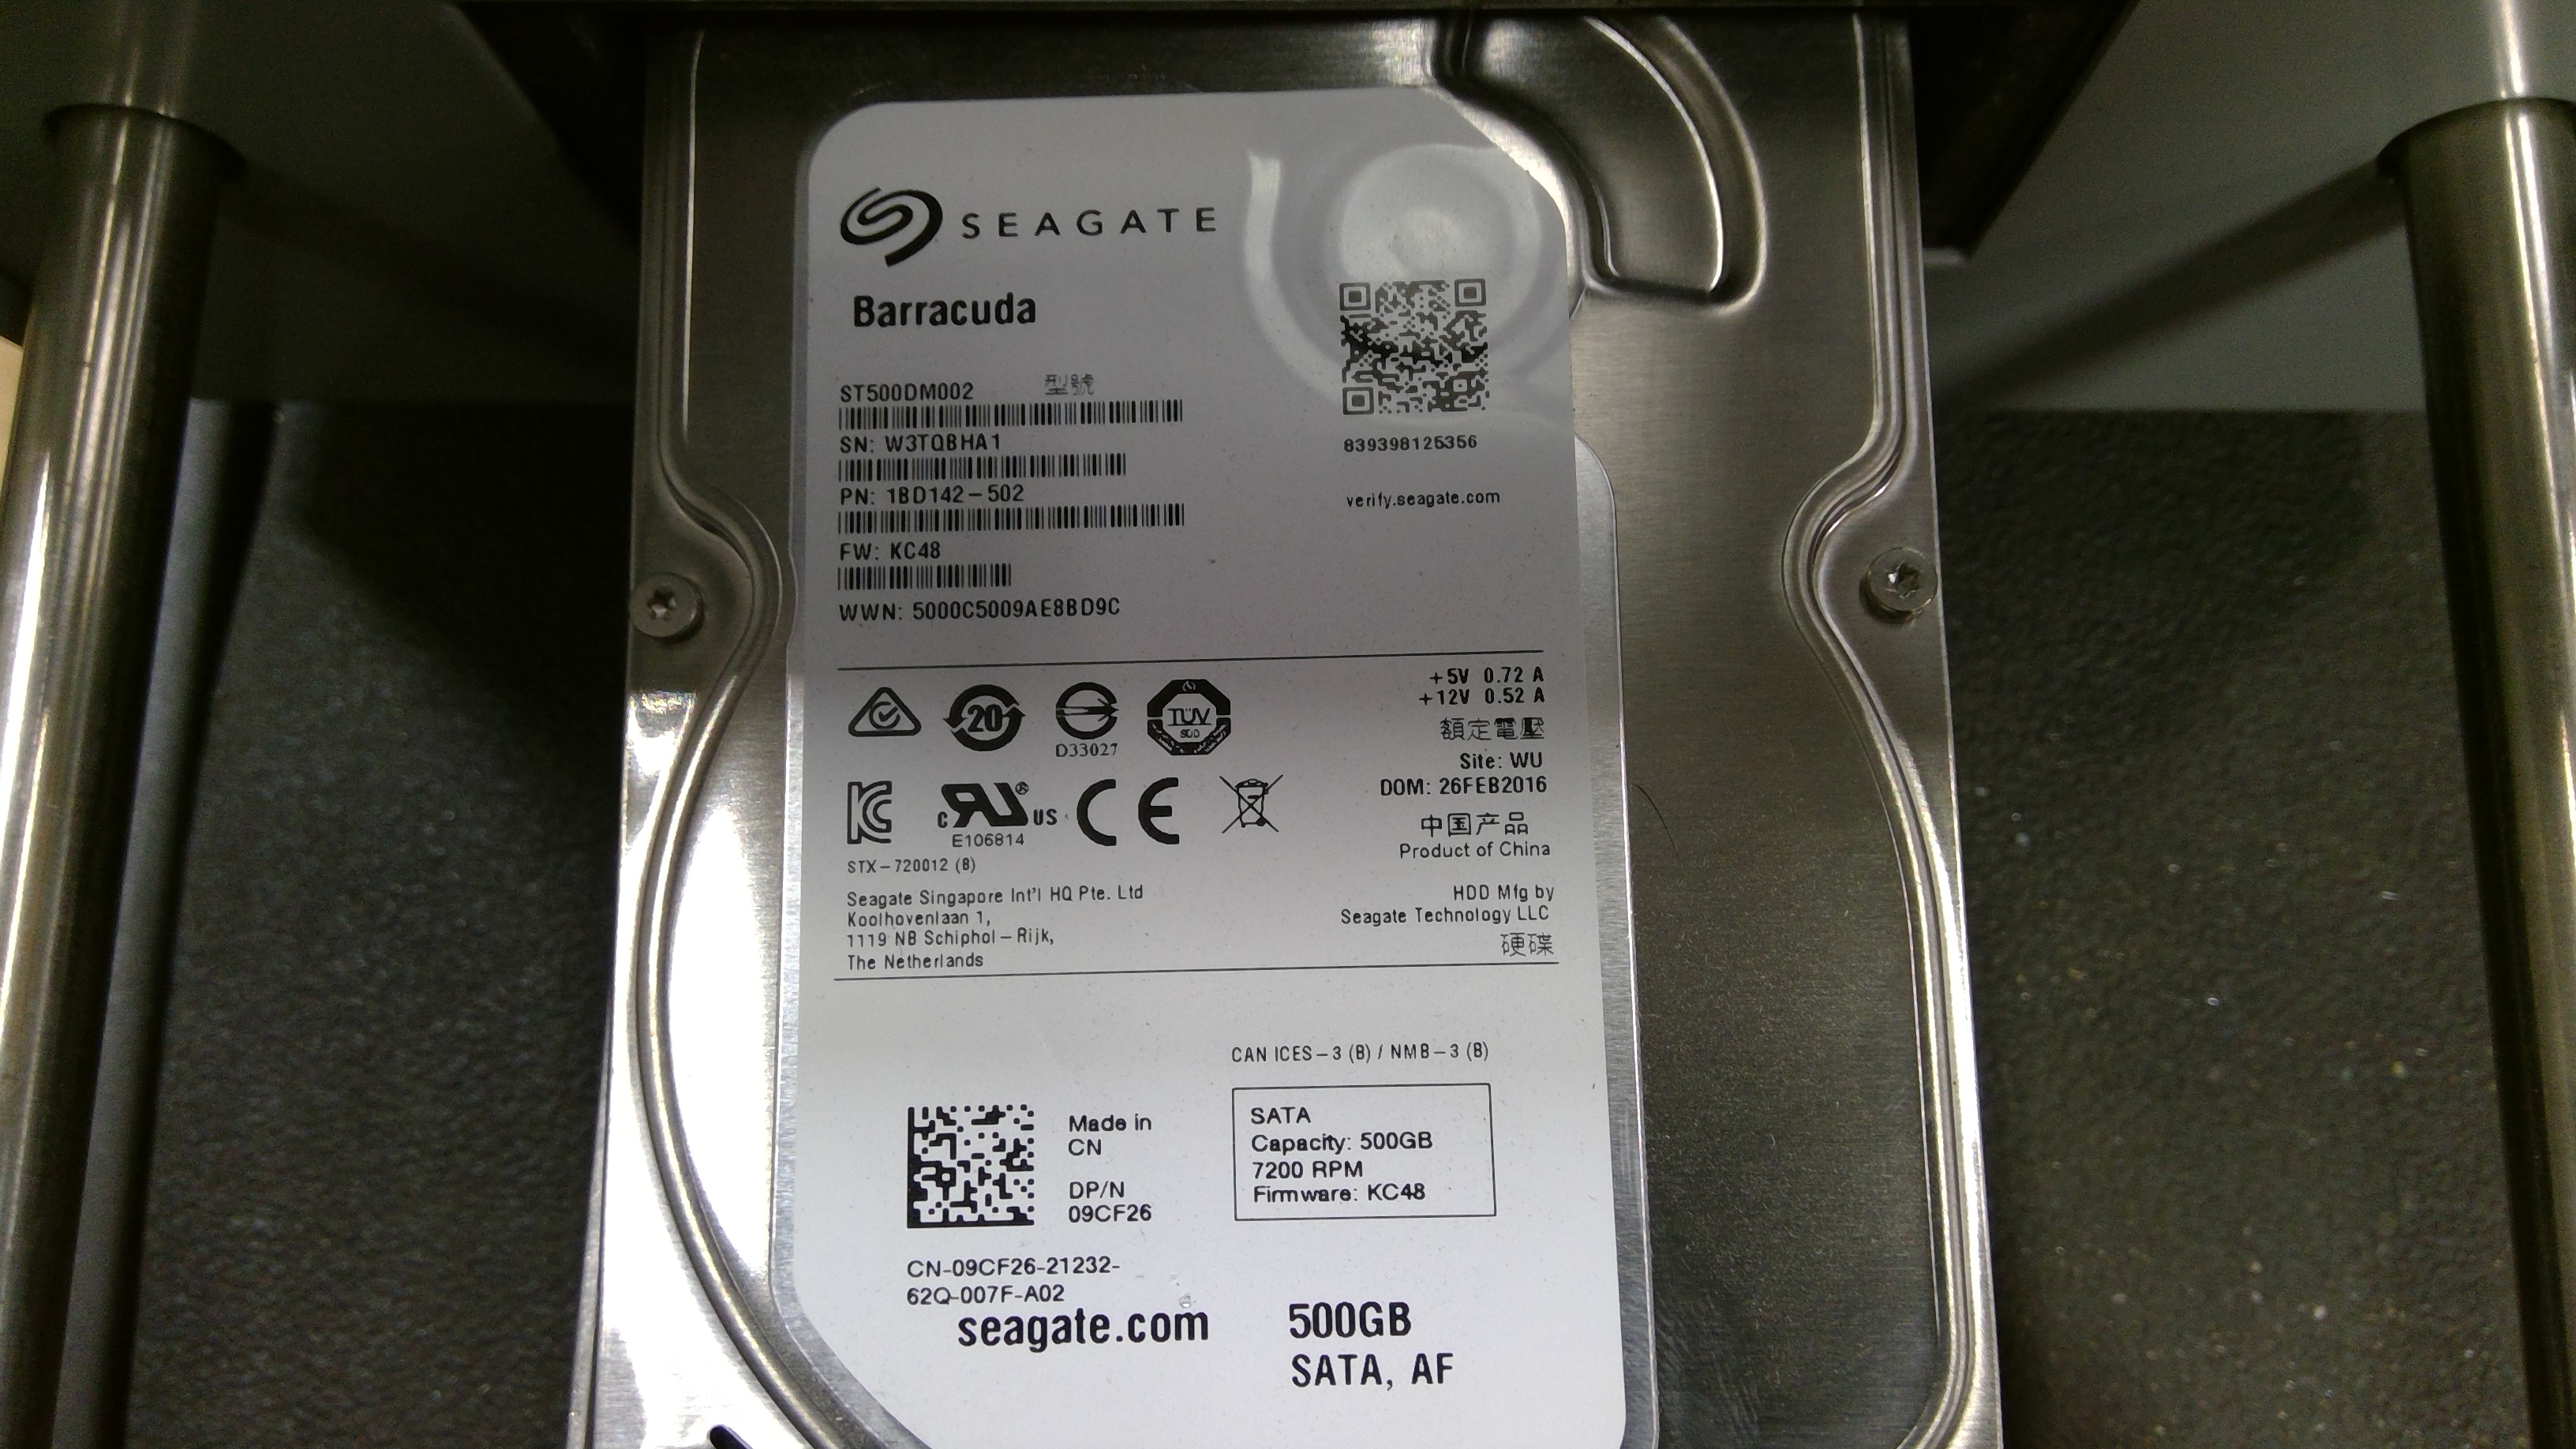 SEAGATE
Barracuda
ST500DM002 型號
SN: W3TQBHA1
PN: 1BD142-502
FW: KC48
WWN: 5000C5009AE8BD9C
839398125356
verify.seagate.com
+5V 0.72 A
+12V 0.52 A
額定電壓
Site: WU
DOM: 26FEB2016
中国产品
Product of China
HDD Mfg by
Seagate Technology LLC
硬碟
20
D33027
TÜV
SÜD
c RU ® US CE
E106814
STX-720012 (B)
Seagate Singapore Int'l HQ Pte. Ltd
Koolhovenlaan 1,
1119 NB Schiphol-Rijk,
The Netherlands
CAN ICES-3 (B) / NMB-3 (B)
Made in
CN
DP/N
09CF26
SATA
Capacity: 500GB
7200 RPM
Firmware: KC48
CN-09CF26-21232-
62Q-007F-A02
seagate.com
500GB
SATA, AF